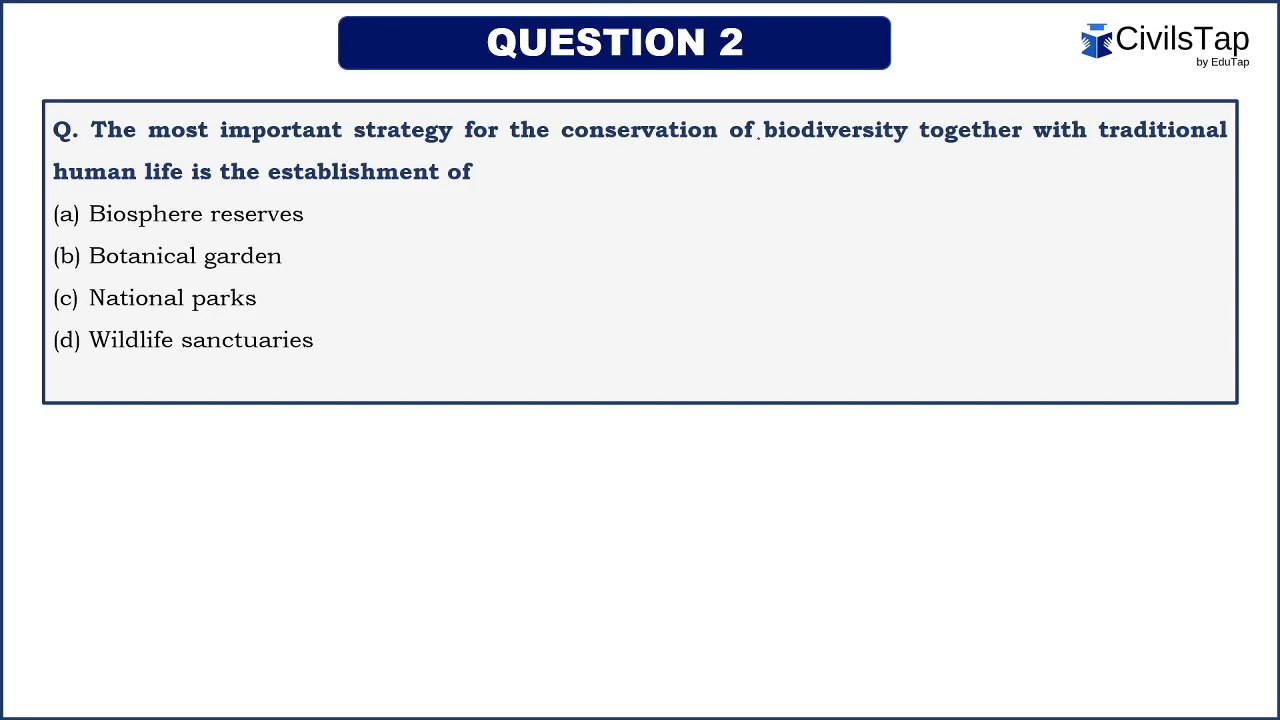 QUESTION 2
CivilsTap
by EduTap
Q. The most important strategy for the conservation of biodiversity together with traditional
human life is the establishment of
(a) Biosphere reserves
(b) Botanical garden
(c) National parks
(d) Wildlife sanctuaries